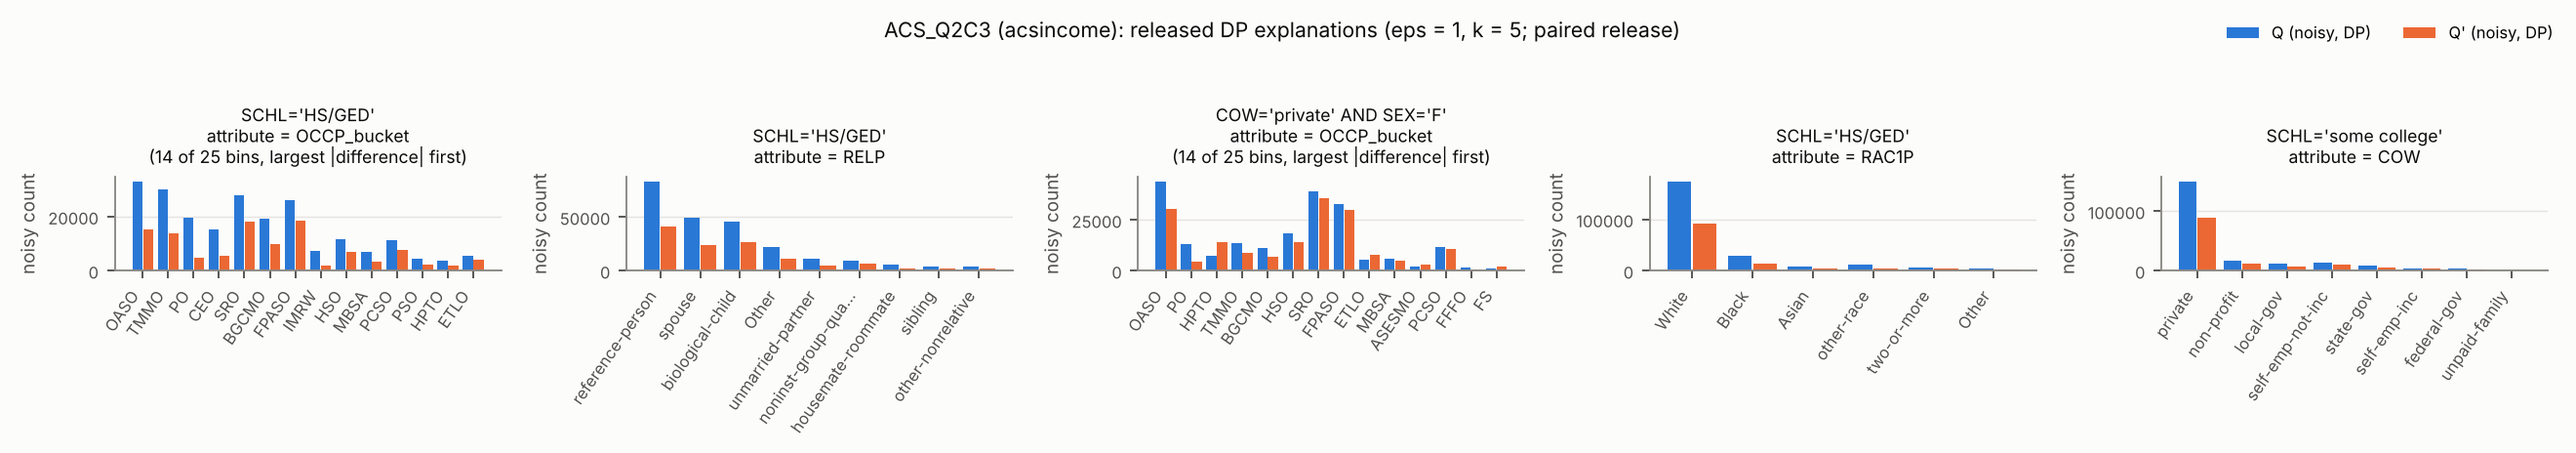 ACS_Q2C3 (acsincome): released DP explanations (eps = 1, k = 5; paired release)
Q (noisy, DP)
Q' (noisy, DP)
SCHL='HS/GED'
attribute = OCCP_bucket
(14 of 25 bins, largest |difference| first)
noisy count
20000
0
OASO
TMMO
PO
CEO
SRO
BGCMO
FPASO
IMRW
HSO
MBSA
PCSO
PSO
HPTO
ETLO
SCHL='HS/GED'
attribute = RELP
noisy count
50000
0
reference-person
spouse
biological-child
Other
unmarried-partner
noninst-group-qua...
housemate-roommate
sibling
other-nonrelative
COW='private' AND SEX='F'
attribute = OCCP_bucket
(14 of 25 bins, largest |difference| first)
noisy count
25000
0
OASO
PO
HPTO
TMMO
BGCMO
HSO
SRO
FPASO
ETLO
MBSA
ASESMO
PCSO
FFFO
FS
SCHL='HS/GED'
attribute = RAC1P
noisy count
100000
0
White
Black
Asian
other-race
two-or-more
Other
SCHL='some college'
attribute = COW
noisy count
100000
0
private
non-profit
local-gov
self-emp-not-inc
state-gov
self-emp-inc
federal-gov
unpaid-family